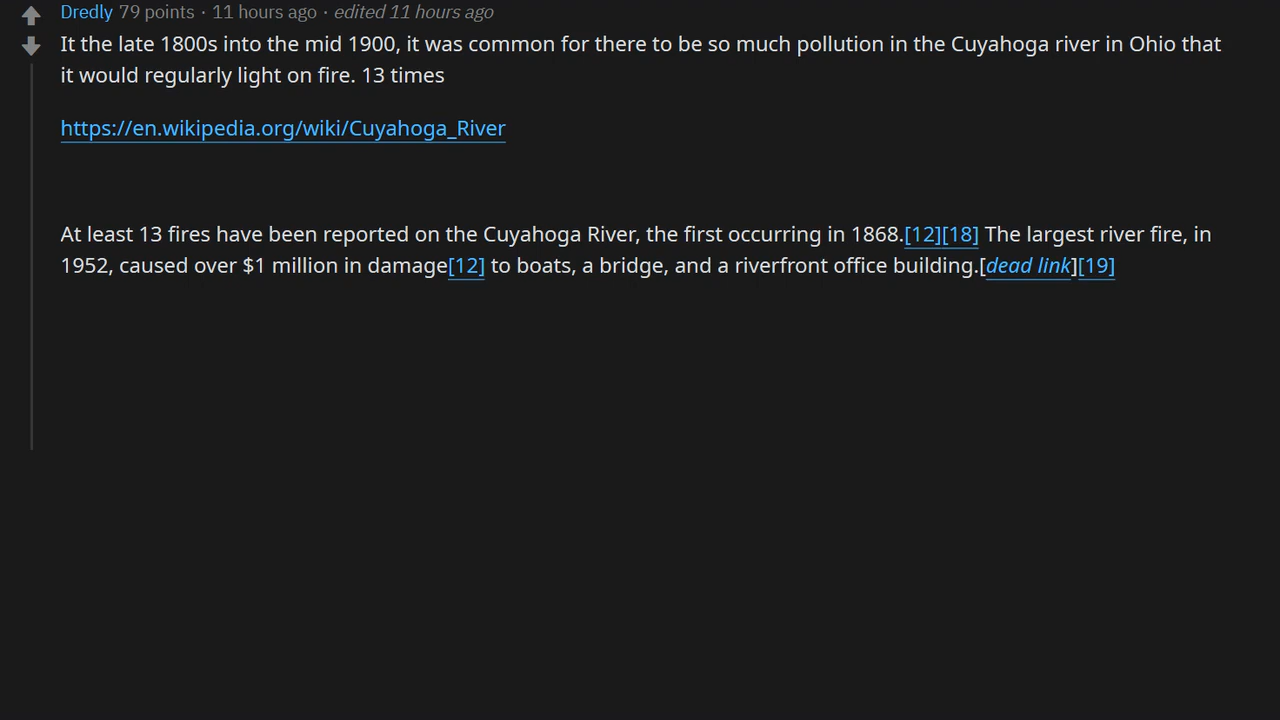 Dredly 79 points · 11 hours ago · edited 11 hours ago
It the late 1800s into the mid 1900, it was common for there to be so much pollution in the Cuyahoga river in Ohio that
it would regularly light on fire. 13 times
https://en.wikipedia.org/wiki/Cuyahoga_River
At least 13 fires have been reported on the Cuyahoga River, the first occurring in 1868.[12][18] The largest river fire, in
1952, caused over $1 million in damage[12] to boats, a bridge, and a riverfront office building.[dead link][19]